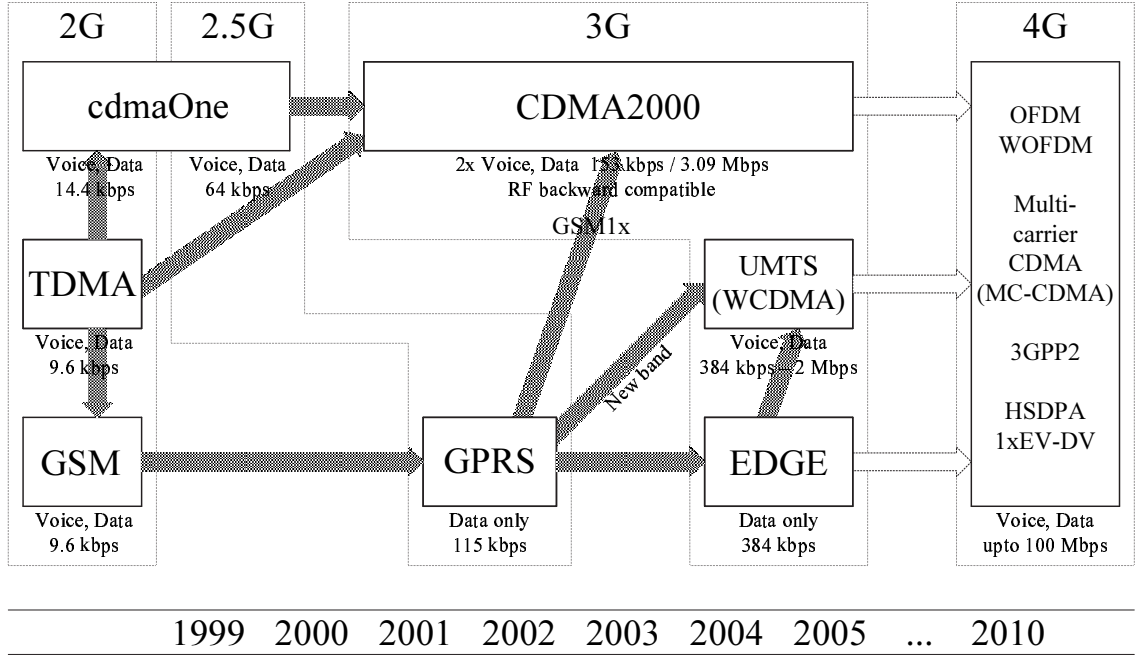 2G
2.5G
3G
4G
cdmaOne
CDMA2000
Voice, Data
14.4 kbps
Voice, Data
64 kbps
2x Voice, Data 153 kbps / 3.09 Mbps
RF backward compatible
GSM1x
TDMA
Voice, Data
9.6 kbps
UMTS
(WCDMA)
Voice, Data
384 kbps – 2 Mbps
New band
GSM
Voice, Data
9.6 kbps
GPRS
Data only
115 kbps
EDGE
Data only
384 kbps
OFDM
WOFDM
Multi-
carrier
CDMA
(MC-CDMA)
3GPP2
HSDPA
1xEV-DV
Voice, Data
upto 100 Mbps
1999 2000 2001 2002 2003 2004 2005 ... 2010